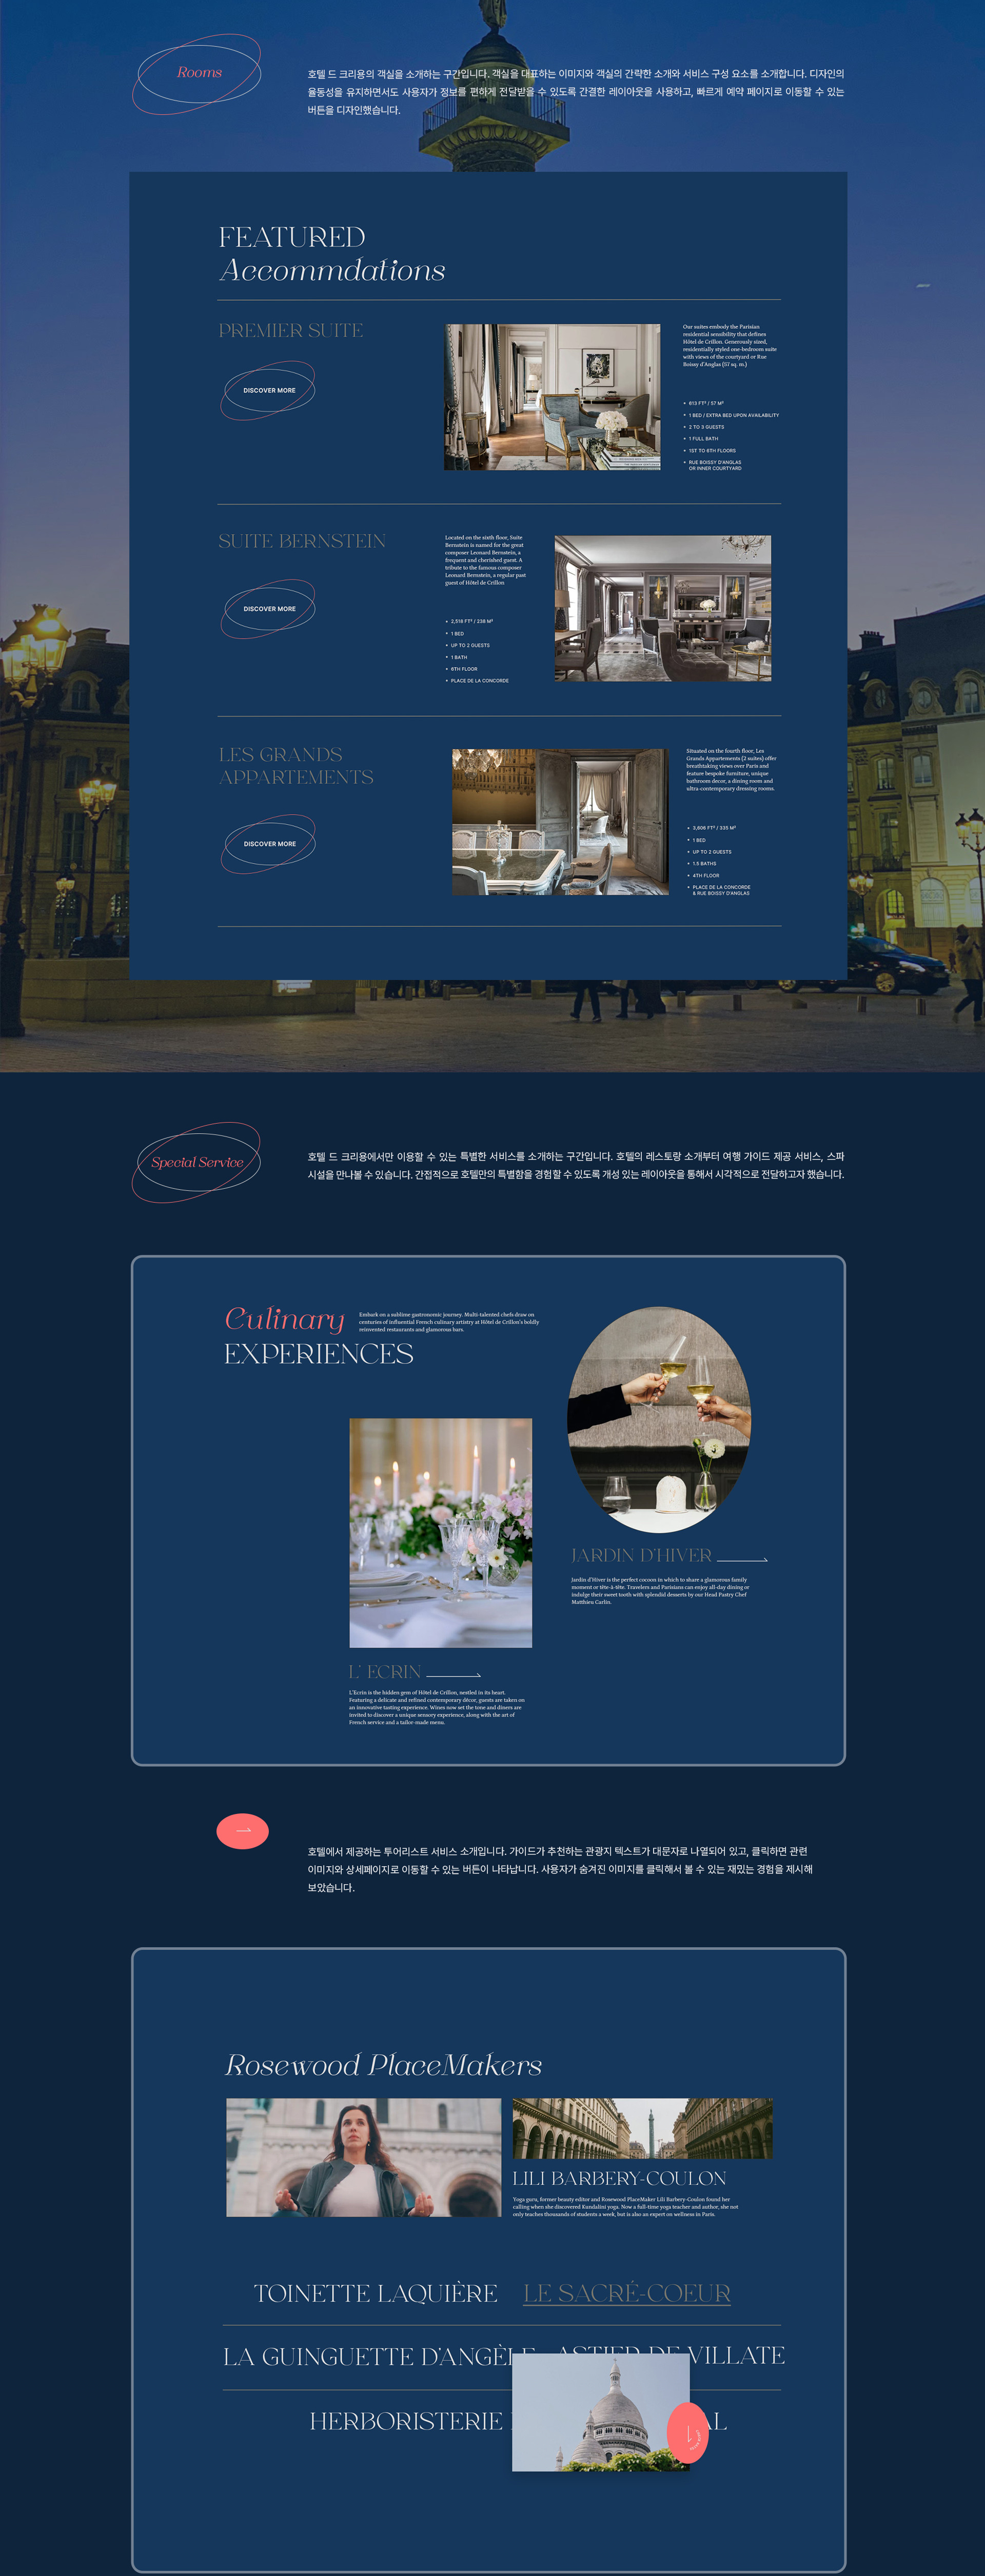 Rooms
호텔 드 크리용의 객실을 소개하는 구간입니다. 객실을 대표하는 이미지와 객실의 간략한 소개와 서비스 구성 요소를 소개합니다. 디자인의
율동성을 유지하면서도 사용자가 정보를 편하게 전달받을 수 있도록 간결한 레이아웃을 사용하고, 빠르게 예약 페이지로 이동할 수 있는
버튼을 디자인했습니다.
FEATURED
Accommdations
PREMIER SUITE
DISCOVER MORE
Our suites embody the Parisian
residential sensibility that defines
Hôtel de Crillon. Generously sized,
residentially styled one-bedroom suite
with views of the courtyard or Rue
Boissy d'Anglas (57 sq. m.)
613 FT² / 57 M²
1 BED / EXTRA BED UPON AVAILABILITY
2 TO 3 GUESTS
1 FULL BATH
1ST TO 6TH FLOORS
RUE BOISSY D'ANGLAS
OR INNER COURTYARD
SUITE BERNSTEIN
DISCOVER MORE
Located on the sixth floor, Suite
Bernstein is named for the great
composer Leonard Bernstein, a
frequent and cherished guest. A
tribute to the famous composer
Leonard Bernstein, a regular past
guest of Hôtel de Crillon
2,518 FT² / 236 M²
1 BED
UP TO 2 GUESTS
1 BATH
6TH FLOOR
PLACE DE LA CONCORDE
LES GRANDS
APPARTEMENTS
DISCOVER MORE
Situated on the fourth floor, Les
Grands Appartements (2 suites) offer
breathtaking views over Paris and
feature bespoke furniture, unique
bathroom decor, a dining room and
ultra-contemporary dressing rooms.
3,606 FT² / 335 M²
1 BED
UP TO 2 GUESTS
1.5 BATHS
4TH FLOOR
PLACE DE LA CONCORDE
& RUE BOISSY D'ANGLAS
Special Service
호텔 드 크리용에서만 이용할 수 있는 특별한 서비스를 소개하는 구간입니다. 호텔의 레스토랑 소개부터 여행 가이드 제공 서비스, 스파
시설을 만나볼 수 있습니다. 간접적으로 호텔만의 특별함을 경험할 수 있도록 개성 있는 레이아웃을 통해서 시각적으로 전달하고자 했습니다.
Culinary
EXPERIENCES
Embark on a sublime gastronomic journey. Multi-talented chefs draw on
centuries of influential French culinary artistry at Hôtel de Crillon's boldly
reinvented restaurants and glamorous bars.
JARDIN D'HIVER
Jardin d'Hiver is the perfect cocoon in which to share a glamorous family
moment or tête-à-tête. Travelers and Parisians can enjoy all-day dining or
indulge their sweet tooth with splendid desserts by our Head Pastry Chef
Matthieu Carlin.
L' ECRIN
L'Ecrin is the hidden gem of Hôtel de Crillon, nestled in its heart.
Featuring a delicate and refined contemporary décor, guests are taken on
an innovative tasting experience. Wines now set the tone and diners are
invited to discover a unique sensory experience, along with the art of
French service and a tailor-made menu.
호텔에서 제공하는 투어리스트 서비스 소개입니다. 가이드가 추천하는 관광지 텍스트가 대문자로 나열되어 있고, 클릭하면 관련
이미지와 상세페이지로 이동할 수 있는 버튼이 나타납니다. 사용자가 숨겨진 이미지를 클릭해서 볼 수 있는 재밌는 경험을 제시해
보았습니다.
Rosewood PlaceMakers
LILI BARBERY-COULON
Yoga guru, former beauty editor and Rosewood PlaceMaker Lili Barbery-Coulon found her
calling when she discovered Kundalini yoga. Now a full-time yoga teacher and author, she not
only teaches thousands of students a week, but is also an expert on wellness in Paris.
TOINETTE LAQUIÈRE LE SACRÉ-COEUR
LA GUINGUETTE D'ANGÈLE ASTIER DE VILLATE
HERBORISTERIE AL